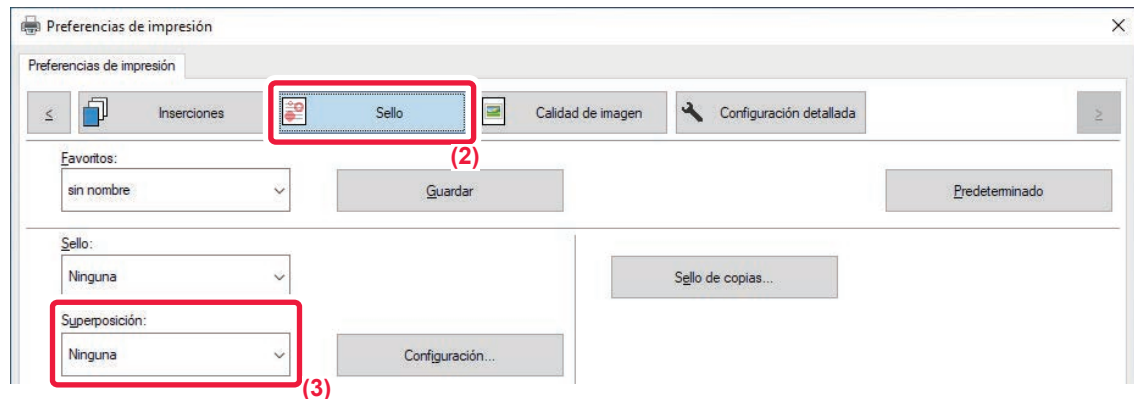 Preferencias de impresión
Preferencias de impresión
≤ Inserciones Sello Calidad de imagen Configuración detallada ≥
(2)
Favoritos:
sin nombre Guardar Predeterminado
Sello:
Ninguna Sello de copias...
Superposición:
Ninguna Configuración...
(3)